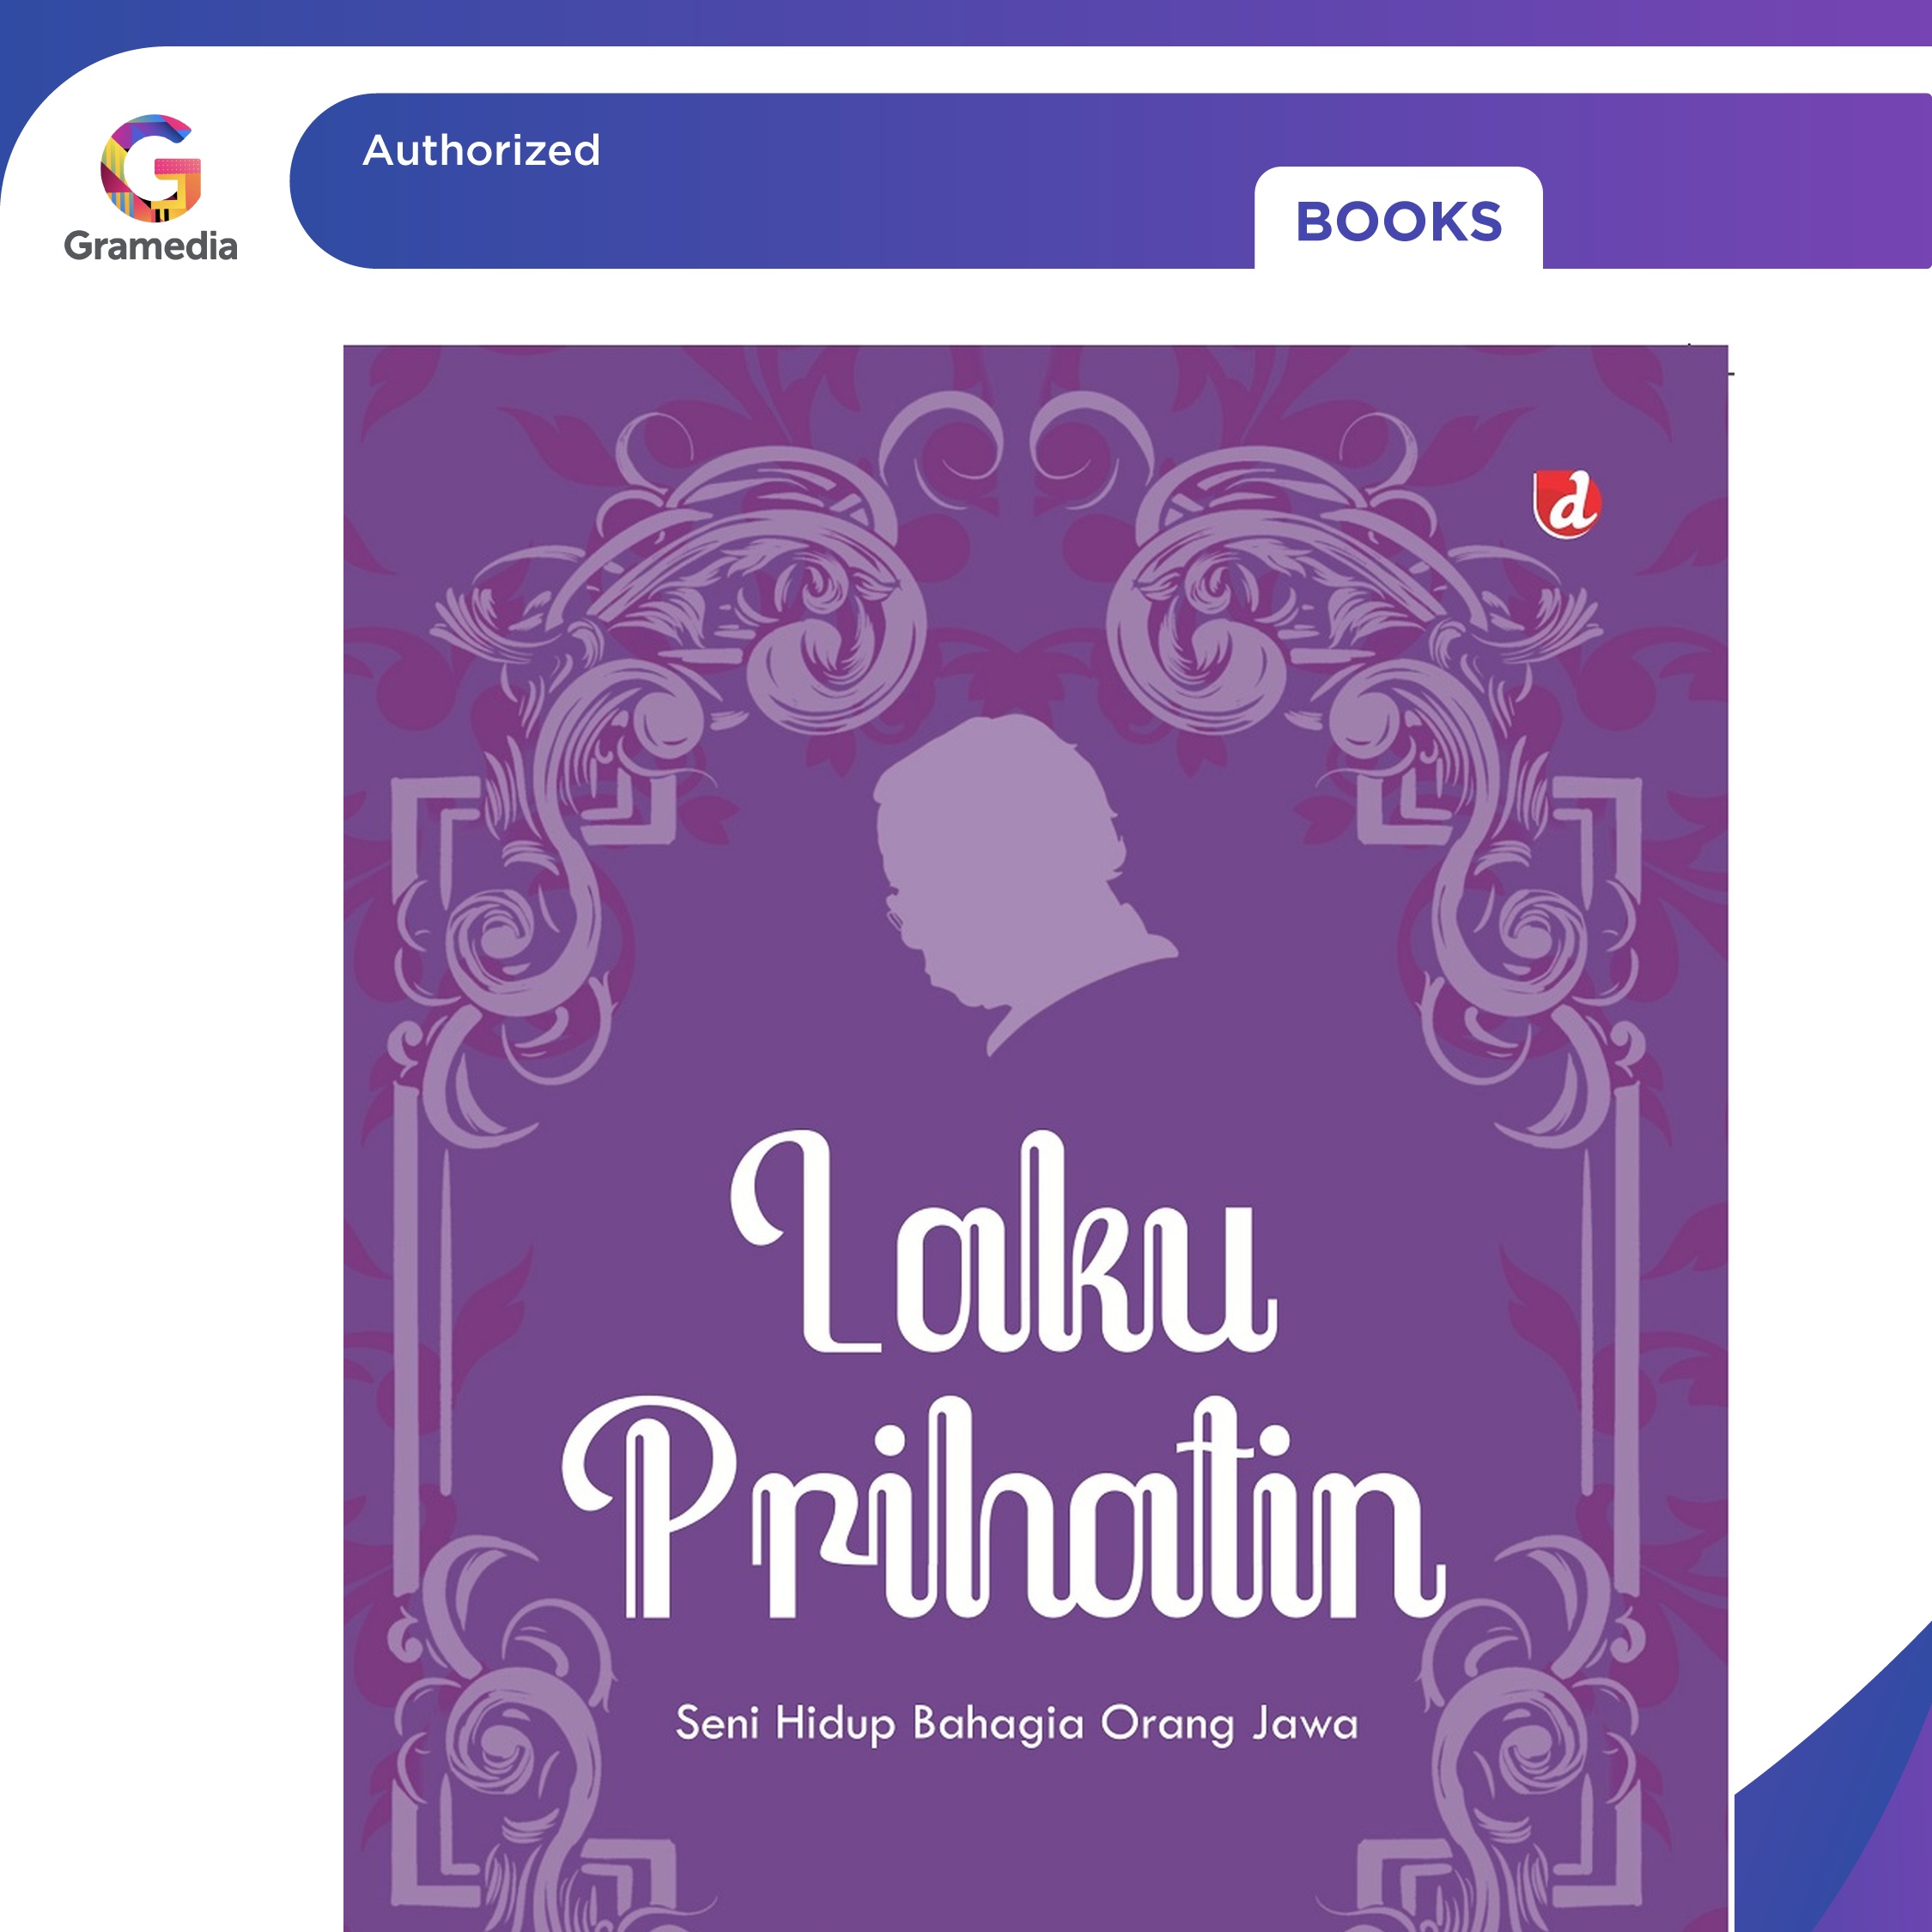 Gramedia
Authorized
BOOKS
d
Laku
Prihatin
Seni Hidup Bahagia Orang Jawa